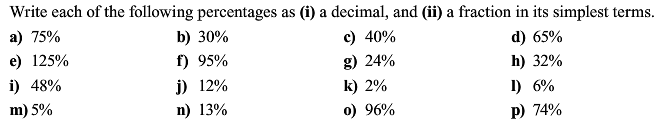 Write each of the following percentages as (i) a decimal, and (ii) a fraction in its simplest terms.
a) 75% b) 30% c) 40% d) 65%
e) 125% f) 95% g) 24% h) 32%
i) 48% j) 12% k) 2% l) 6%
m) 5% n) 13% o) 96% p) 74%